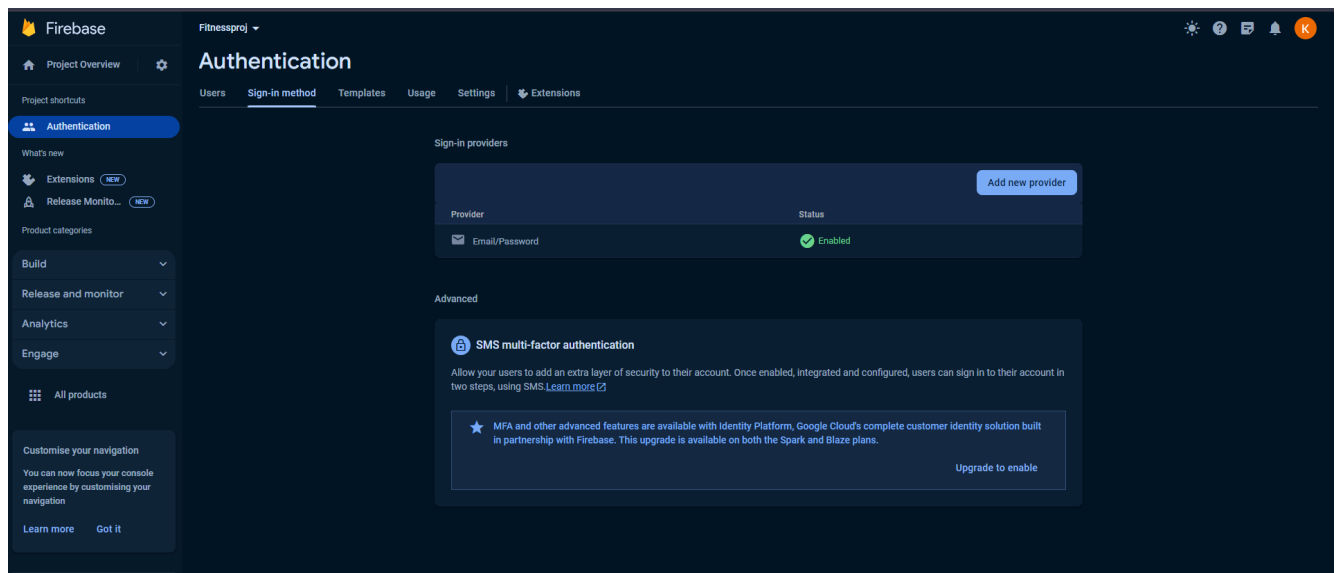 Firebase
Fitnessproj
K
Project Overview
Authentication
Users
Sign-in method
Templates
Usage
Settings
Extensions
Project shortcuts
Authentication
What's new
Extensions NEW
Release Monito... NEW
Product categories
Build
Release and monitor
Analytics
Engage
All products
Customise your navigation
You can now focus your console
experience by customising your
navigation
Learn more
Got it
Sign-in providers
Add new provider
Provider
Status
Email/Password
Enabled
Advanced
SMS multi-factor authentication
Allow your users to add an extra layer of security to their account. Once enabled, integrated and configured, users can sign in to their account in
two steps, using SMS.Learn more
MFA and other advanced features are available with Identity Platform, Google Cloud's complete customer identity solution built
in partnership with Firebase. This upgrade is available on both the Spark and Blaze plans.
Upgrade to enable